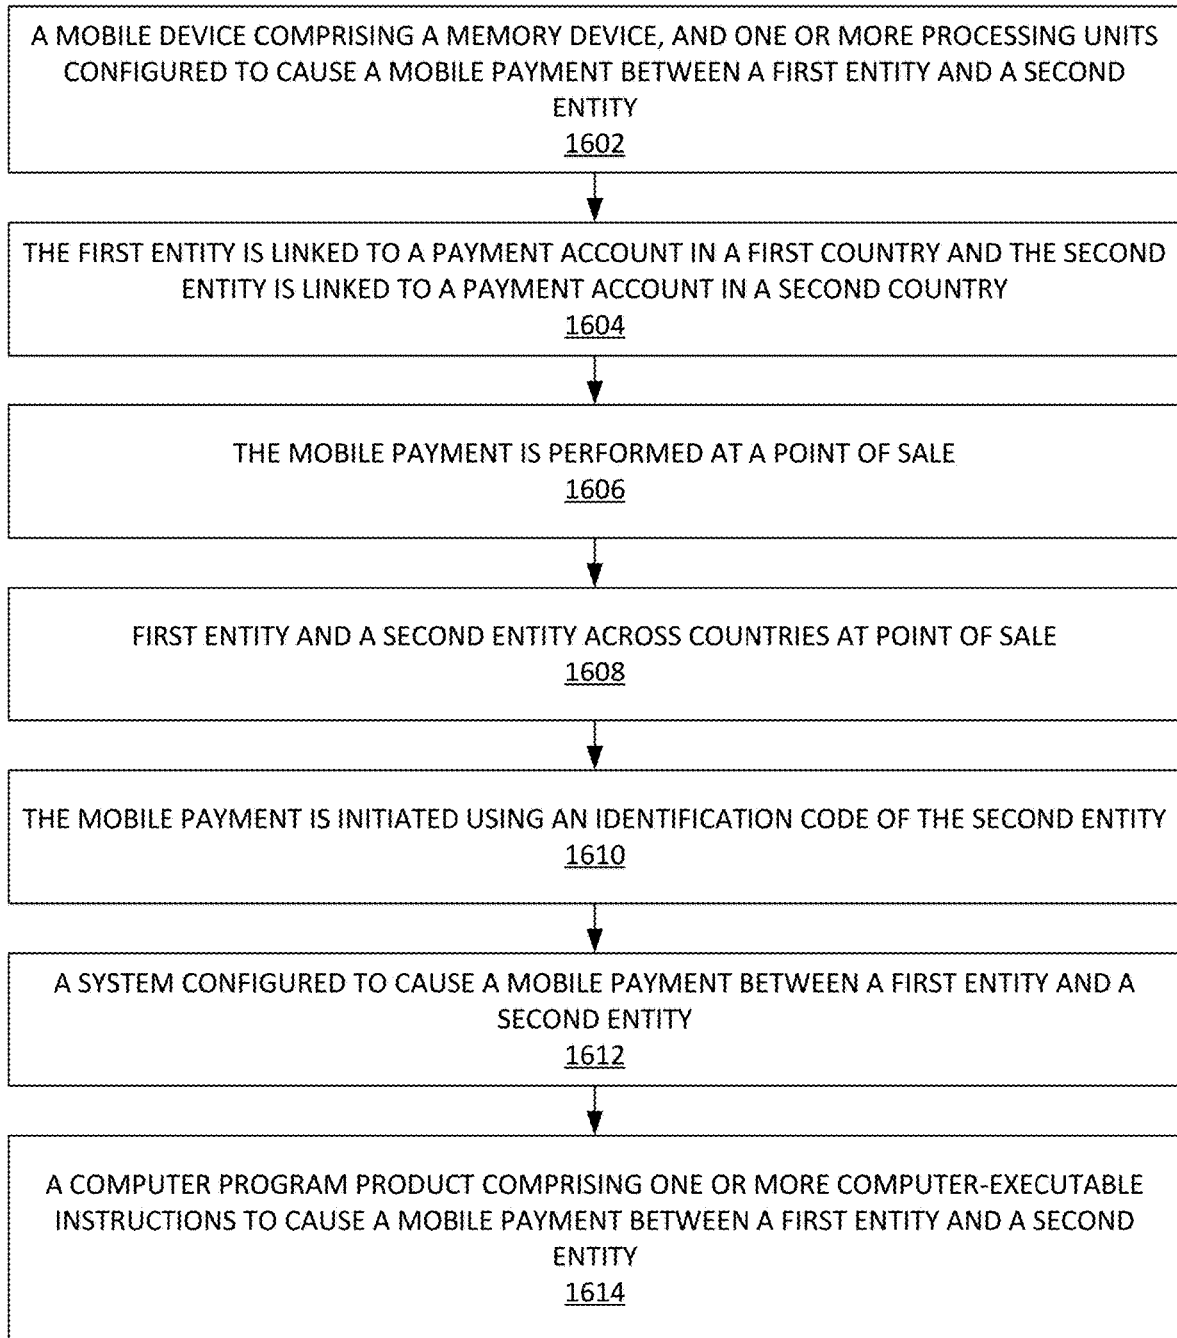 A MOBILE DEVICE COMPRISING A MEMORY DEVICE, AND ONE OR MORE PROCESSING UNITS
CONFIGURED TO CAUSE A MOBILE PAYMENT BETWEEN A FIRST ENTITY AND A SECOND
ENTITY
1602
THE FIRST ENTITY IS LINKED TO A PAYMENT ACCOUNT IN A FIRST COUNTRY AND THE SECOND
ENTITY IS LINKED TO A PAYMENT ACCOUNT IN A SECOND COUNTRY
1604
THE MOBILE PAYMENT IS PERFORMED AT A POINT OF SALE
1606
FIRST ENTITY AND A SECOND ENTITY ACROSS COUNTRIES AT POINT OF SALE
1608
THE MOBILE PAYMENT IS INITIATED USING AN IDENTIFICATION CODE OF THE SECOND ENTITY
1610
A SYSTEM CONFIGURED TO CAUSE A MOBILE PAYMENT BETWEEN A FIRST ENTITY AND A
SECOND ENTITY
1612
A COMPUTER PROGRAM PRODUCT COMPRISING ONE OR MORE COMPUTER-EXECUTABLE
INSTRUCTIONS TO CAUSE A MOBILE PAYMENT BETWEEN A FIRST ENTITY AND A SECOND
ENTITY
1614